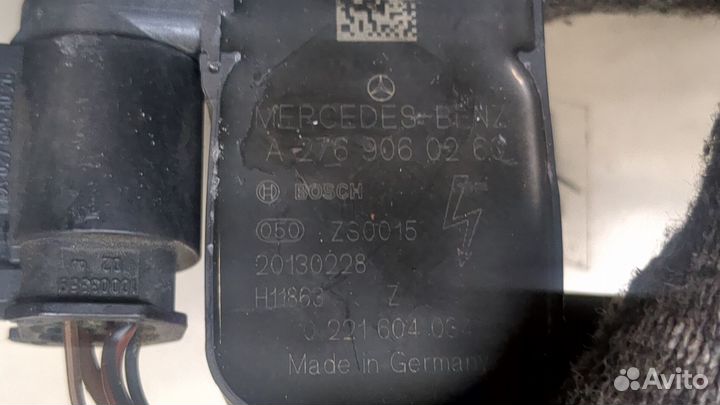 MERCEDES-BENZ
A 276 906 02 60
BOSCH
050 ZS0015
20130228
H11863 Z
0 221 604 034
Made in Germany
Avito